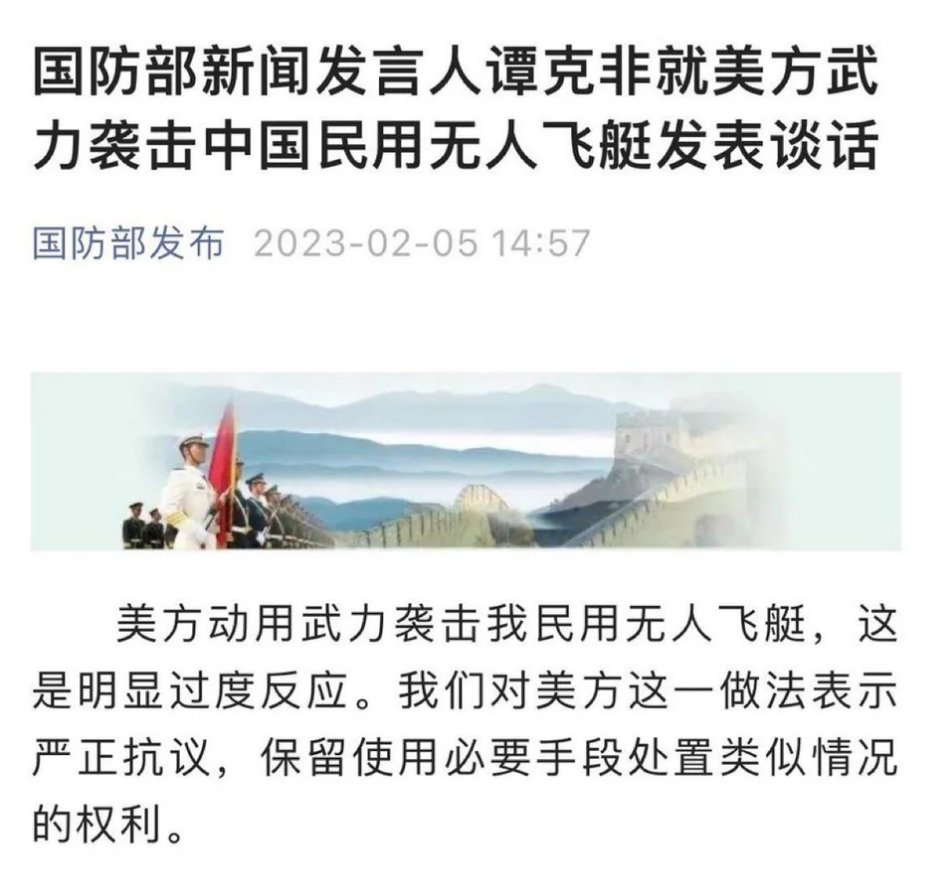 国防部新闻发言人谭克非就美方武
力袭击中国民用无人飞艇发表谈话
国防部发布 2023-02-05 14:57
美方动用武力袭击我民用无人飞艇，这
是明显过度反应。我们对美方这一做法表示
严正抗议，保留使用必要手段处置类似情况
的权利。